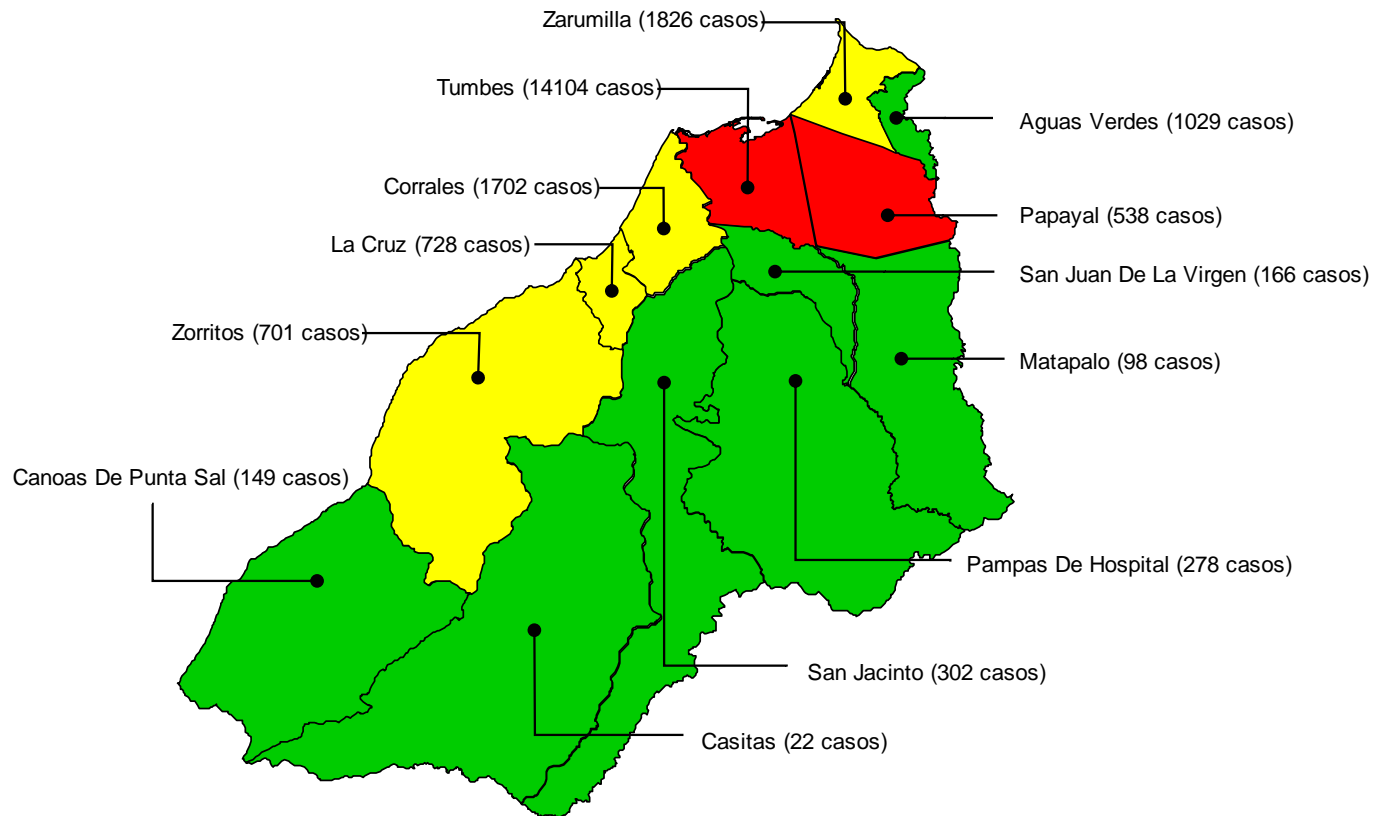 Zarumilla (1826 casos)
Tumbes (14104 casos)
Aguas Verdes (1029 casos)
Corrales (1702 casos)
Papayal (538 casos)
La Cruz (728 casos)
San Juan De La Virgen (166 casos)
Zorritos (701 casos)
Matapalo (98 casos)
Canoas De Punta Sal (149 casos)
Pampas De Hospital (278 casos)
San Jacinto (302 casos)
Casitas (22 casos)